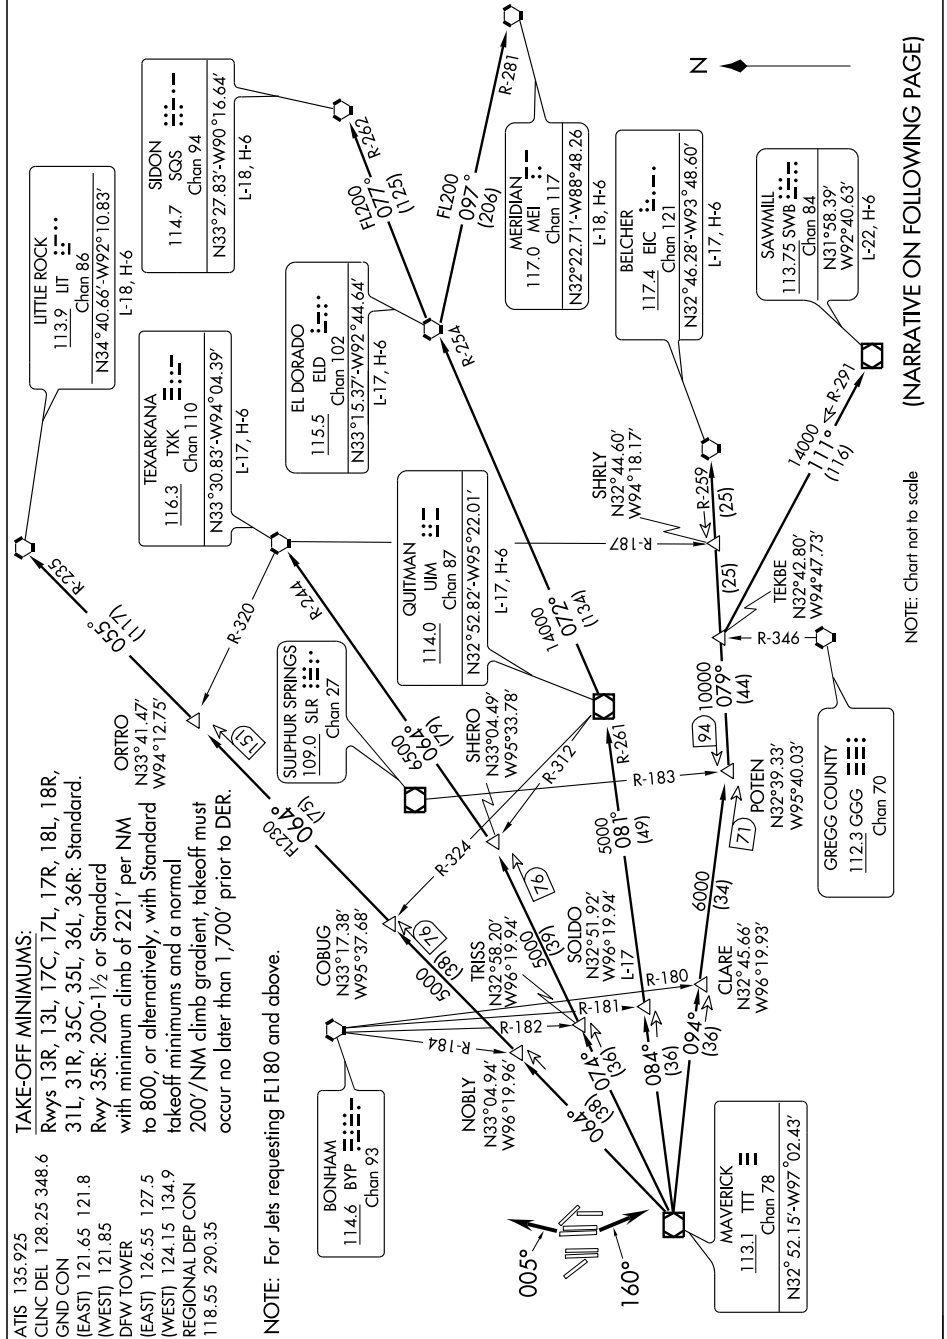 ATIS 135.925
CLNC DEL 128.25 348.6
GND CON
(EAST) 121.65 121.8
(WEST) 121.85
DFW TOWER
(EAST) 126.55 127.5
(WEST) 124.15 134.9
REGIONAL DEP CON
118.55 290.35
TAKE-OFF MINIMUMS:
Rwys 13R, 13L, 17C, 17L, 17R, 18L, 18R,
31L, 31R, 35C, 35L, 36L, 36R: Standard.
Rwy 35R: 200-1½ or Standard
with minimum climb of 221' per NM
to 800, or alternatively, with Standard
takeoff minimums and a normal
200'/NM climb gradient, takeoff must
occur no later than 1,700' prior to DER.
NOTE: For Jets requesting FL180 and above.
LITTLE ROCK
113.9 LIT
Chan 86
N34°40.66'-W92°10.83'
L-18, H-6
SIDON
114.7 SQS
Chan 94
N33°27.83'-W90°16.64'
L-18, H-6
TEXARKANA
116.3 TXK
Chan 110
N33°30.83'-W94°04.39'
L-17, H-6
EL DORADO
115.5 ELD
Chan 102
N33°15.37'-W92°44.64'
L-17, H-6
MERIDIAN
117.0 MEI
Chan 117
N32°22.71'-W88°48.26
L-18, H-6
BELCHER
117.4 EIC
Chan 121
N32°46.28'-W93°48.60'
L-17, H-6
SAWMILL
113.75 SWB
Chan 84
N31°58.39'
W92°40.63'
L-22, H-6
QUITMAN
114.0 UIM
Chan 87
N32°52.82'-W95°22.01'
L-17, H-6
SULPHUR SPRINGS
109.0 SLR
Chan 27
BONHAM
114.6 BYP
Chan 93
GREGG COUNTY
112.3 GGG
Chan 70
MAVERICK
113.1 TTT
Chan 78
N32°52.15'-W97°02.43'
ORTRO
N33°41.47'
W94°12.75'
COBUG
N33°17.38'
W95°37.68'
NOBLY
N33°04.94'
W96°19.96'
TRISS
N32°58.20'
W96°19.94'
SHERO
N33°04.49'
W95°33.78'
SOLDO
N32°51.92'
W96°19.94'
L-17
CLARE
N32°45.66'
W96°19.93'
POTEN
N32°39.33'
W95°40.03'
TEKBE
N32°42.80'
W94°47.73'
SHRLY
N32°44.60'
W94°18.17'
005°
160°
064°
(38)
5000
(38)
76
FL230
064°
(75)
151
055°
(117)
R-235
R-320
R-324
R-184
074°
(36)
5000
(39)
76
6500
064°
(79)
R-244
R-312
R-182
084°
(36)
5000
081°
(49)
R-261
R-181
14000
072°
(134)
R-254
FL200
077°
(125)
R-262
FL200
097°
(206)
R-281
094°
(36)
R-180
6000
(34)
71
R-183
94
10000
079°
(44)
R-346
(25)
R-187
R-259
(25)
14000
111°
(116)
R-291
N
NOTE: Chart not to scale
(NARRATIVE ON FOLLOWING PAGE)